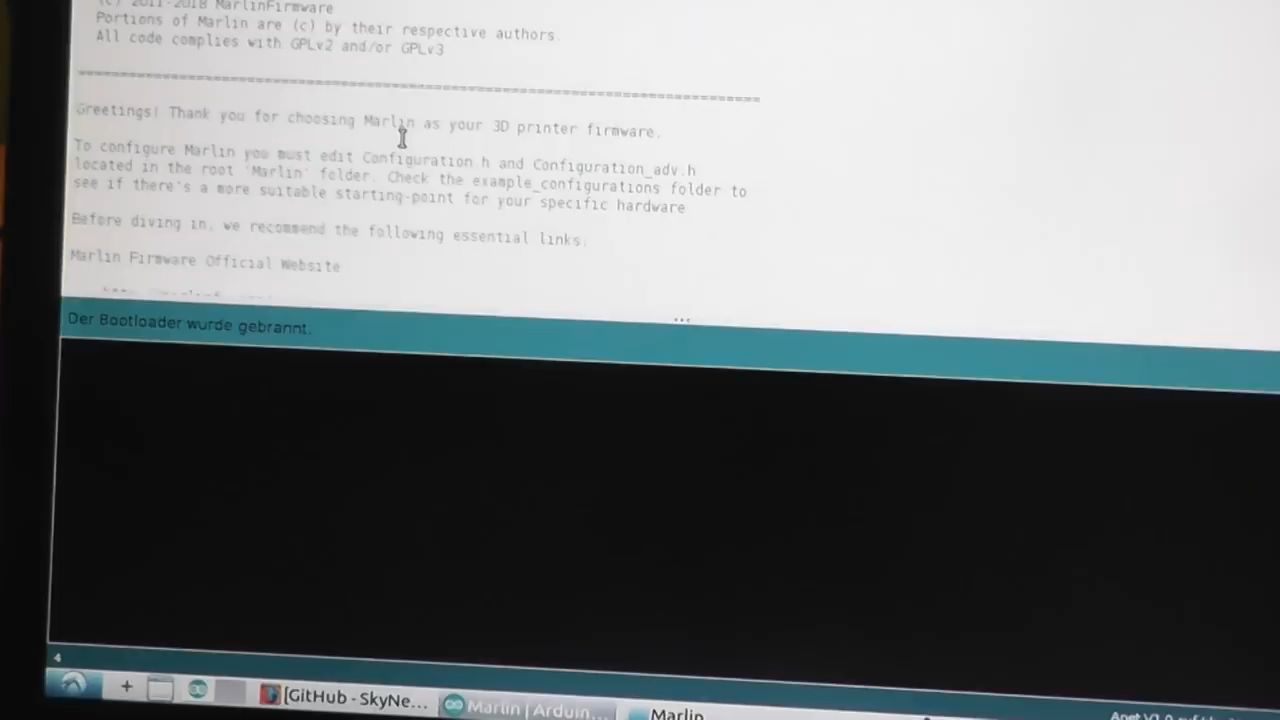 (c) 2011-2018 MarlinFirmware
Portions of Marlin are (c) by their respective authors.
All code complies with GPLv2 and/or GPLv3
================================================================================
Greetings! Thank you for choosing Marlin as your 3D printer firmware.
To configure Marlin you must edit Configuration.h and Configuration_adv.h
located in the root 'Marlin' folder. Check the example_configurations folder to
see if there's a more suitable starting-point for your specific hardware
Before diving in, we recommend the following essential links:
Marlin Firmware Official Website
Der Bootloader wurde gebrannt.
4
[GitHub - SkyNe...
Marlin | Arduin...
Marlin
Anet V1.0